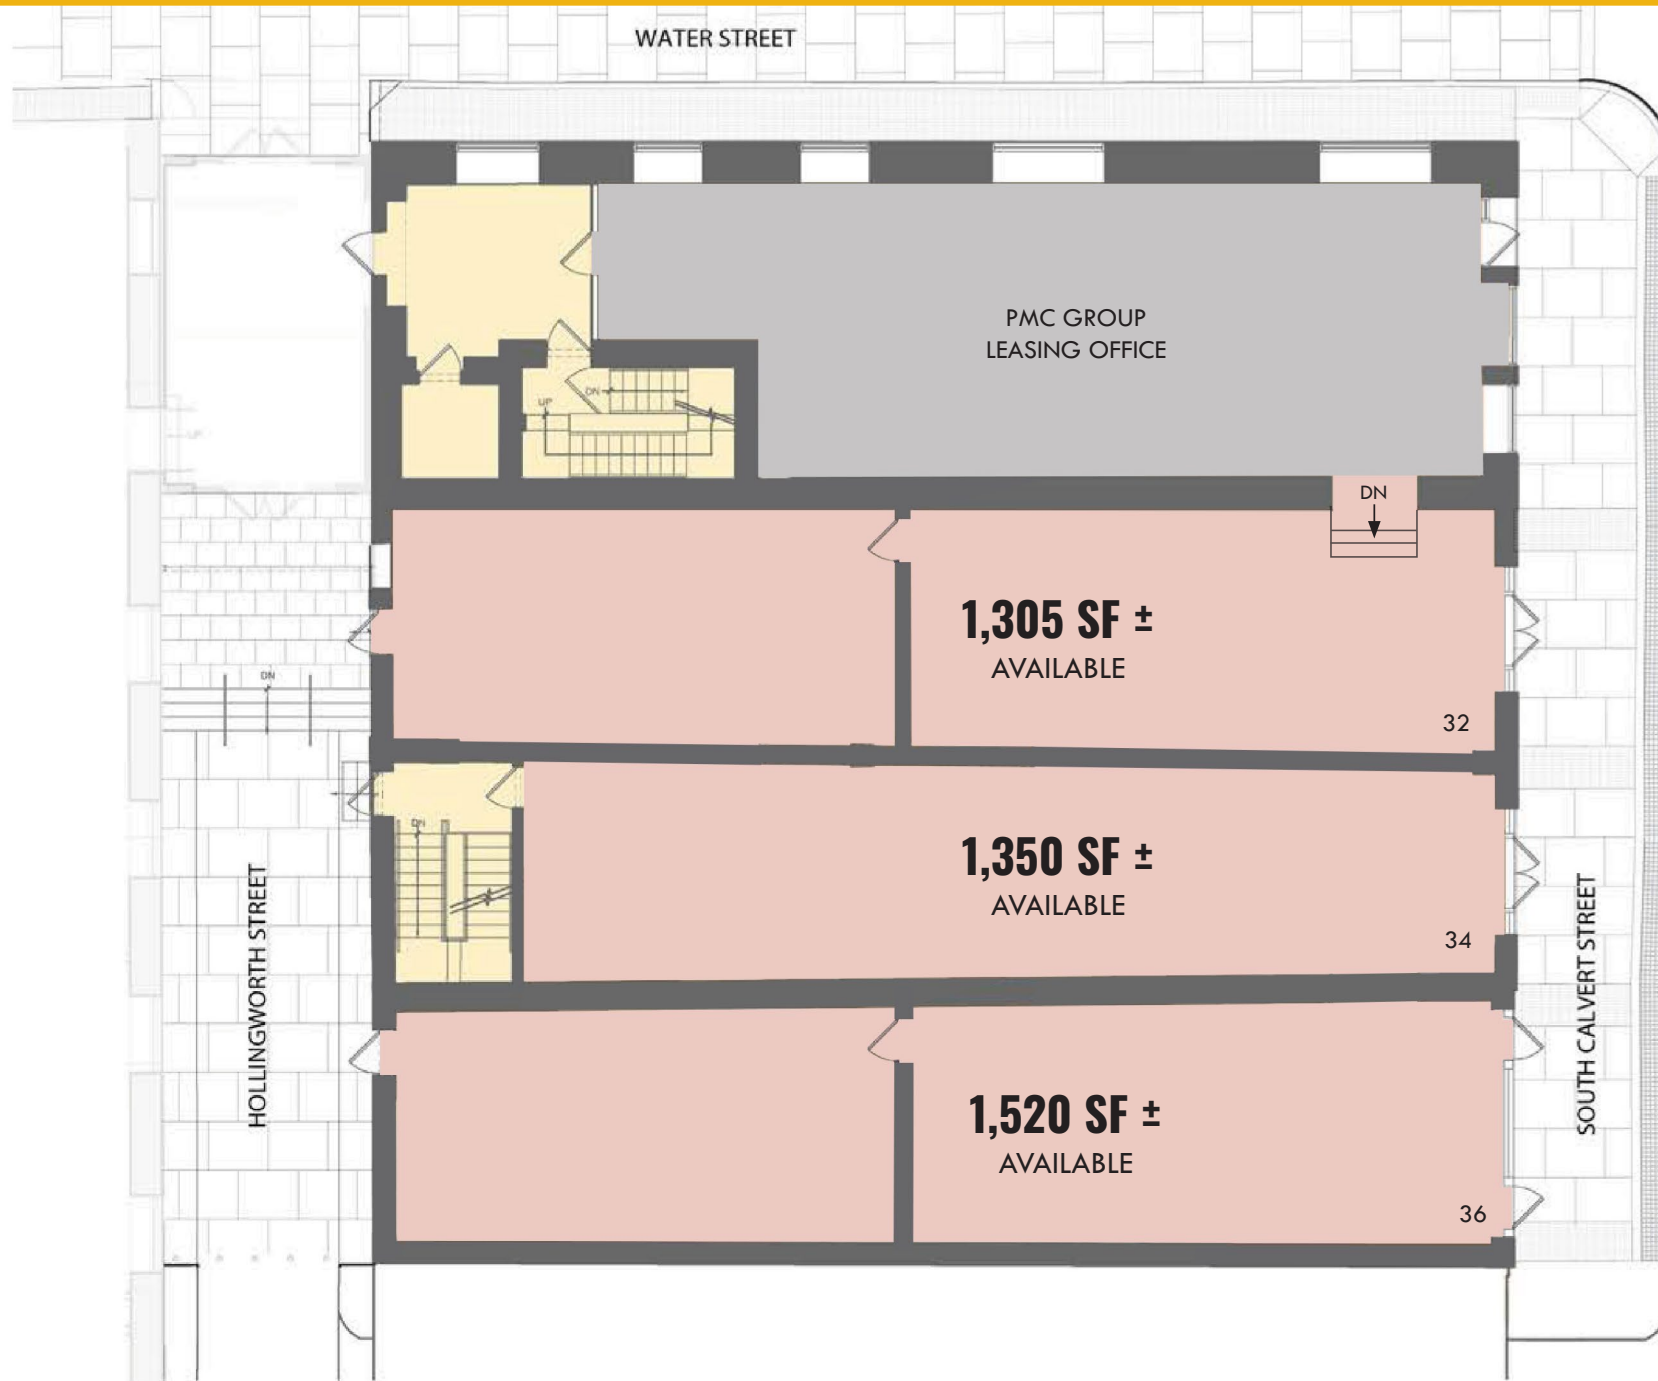 WATER STREET
PMC GROUP
LEASING OFFICE
DN
UP
UP
DN
1,305 SF ±
AVAILABLE
32
DN
DN
1,350 SF ±
AVAILABLE
34
HOLLINGWORTH STREET
SOUTH CALVERT STREET
1,520 SF ±
AVAILABLE
36